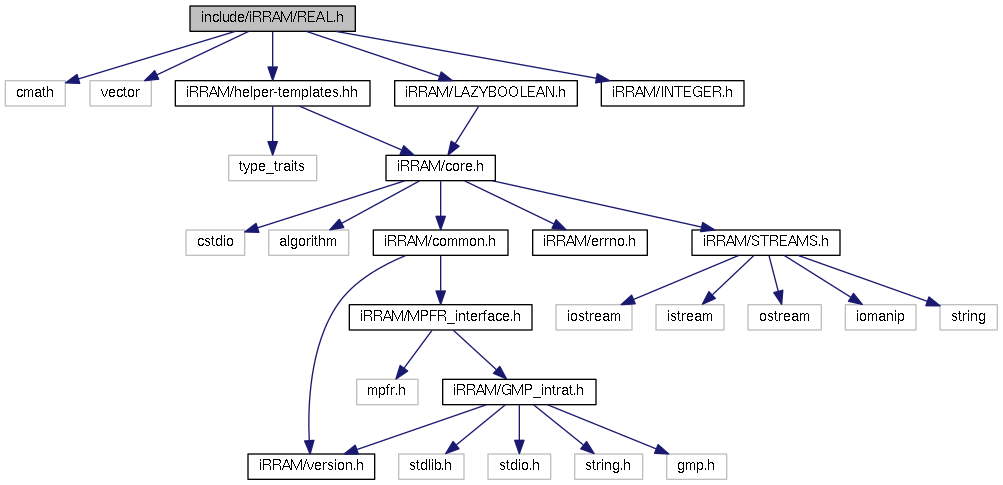 include/iRRAM/REAL.h
cmath
vector
iRRAM/helper-templates.hh
iRRAM/LAZYBOOLEAN.h
iRRAM/INTEGER.h
type_traits
iRRAM/core.h
cstdio
algorithm
iRRAM/common.h
iRRAM/errno.h
iRRAM/STREAMS.h
iRRAM/MPFR_interface.h
iostream
istream
ostream
iomanip
string
mpfr.h
iRRAM/GMP_intrat.h
iRRAM/version.h
stdlib.h
stdio.h
string.h
gmp.h